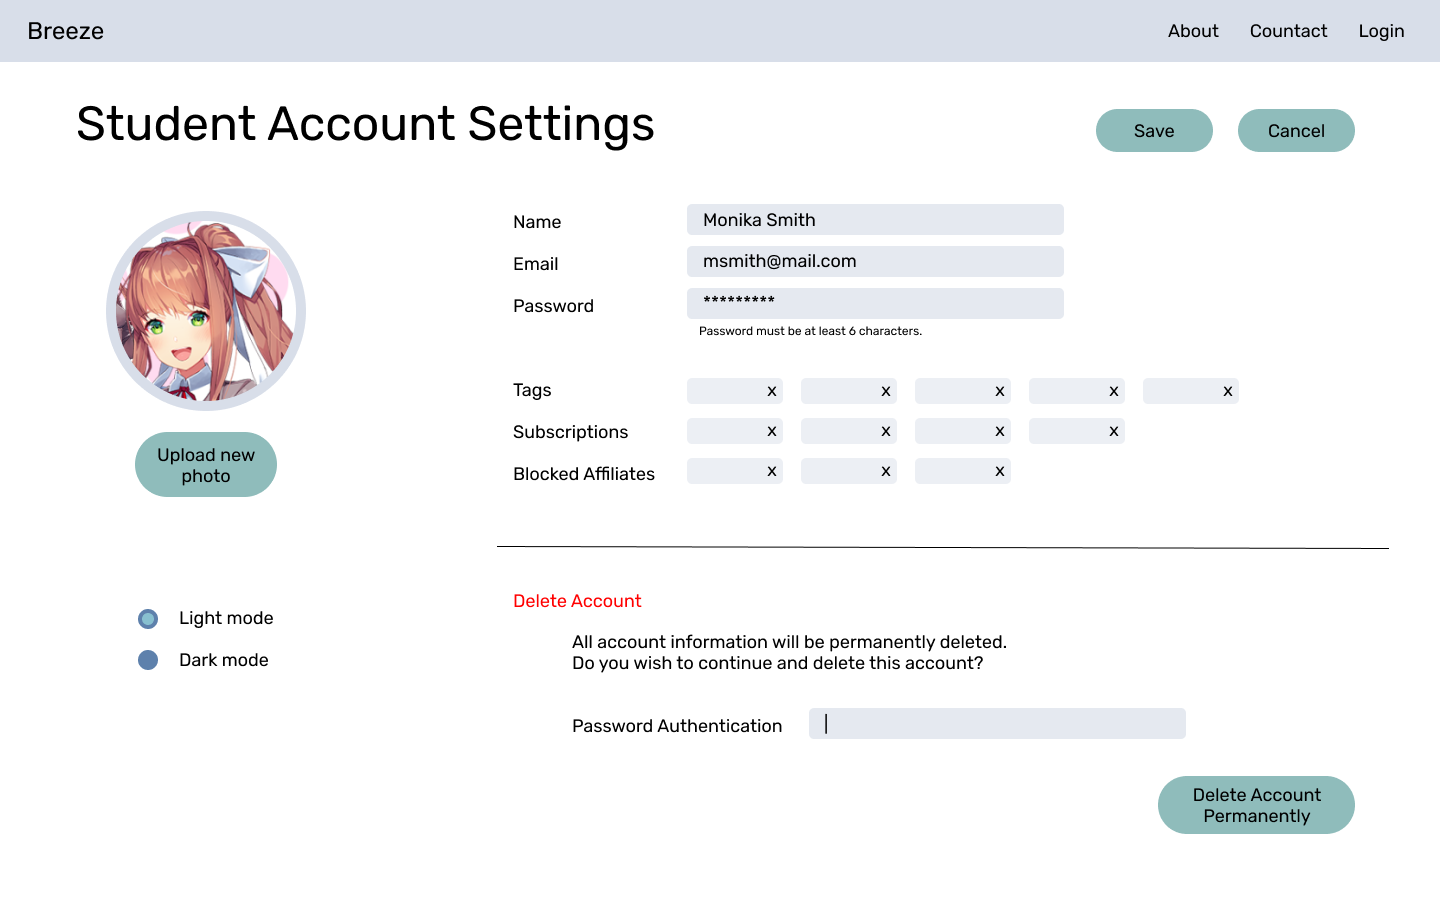 Breeze
About Countact Login
Student Account Settings
Save Cancel
Name Monika Smith
Email msmith@mail.com
Password *********
Password must be at least 6 characters.
Tags x x x x x
Subscriptions x x x x
Blocked Affiliates x x x
Upload new
photo
Light mode
Dark mode
Delete Account
All account information will be permanently deleted.
Do you wish to continue and delete this account?
Password Authentication
Delete Account
Permanently